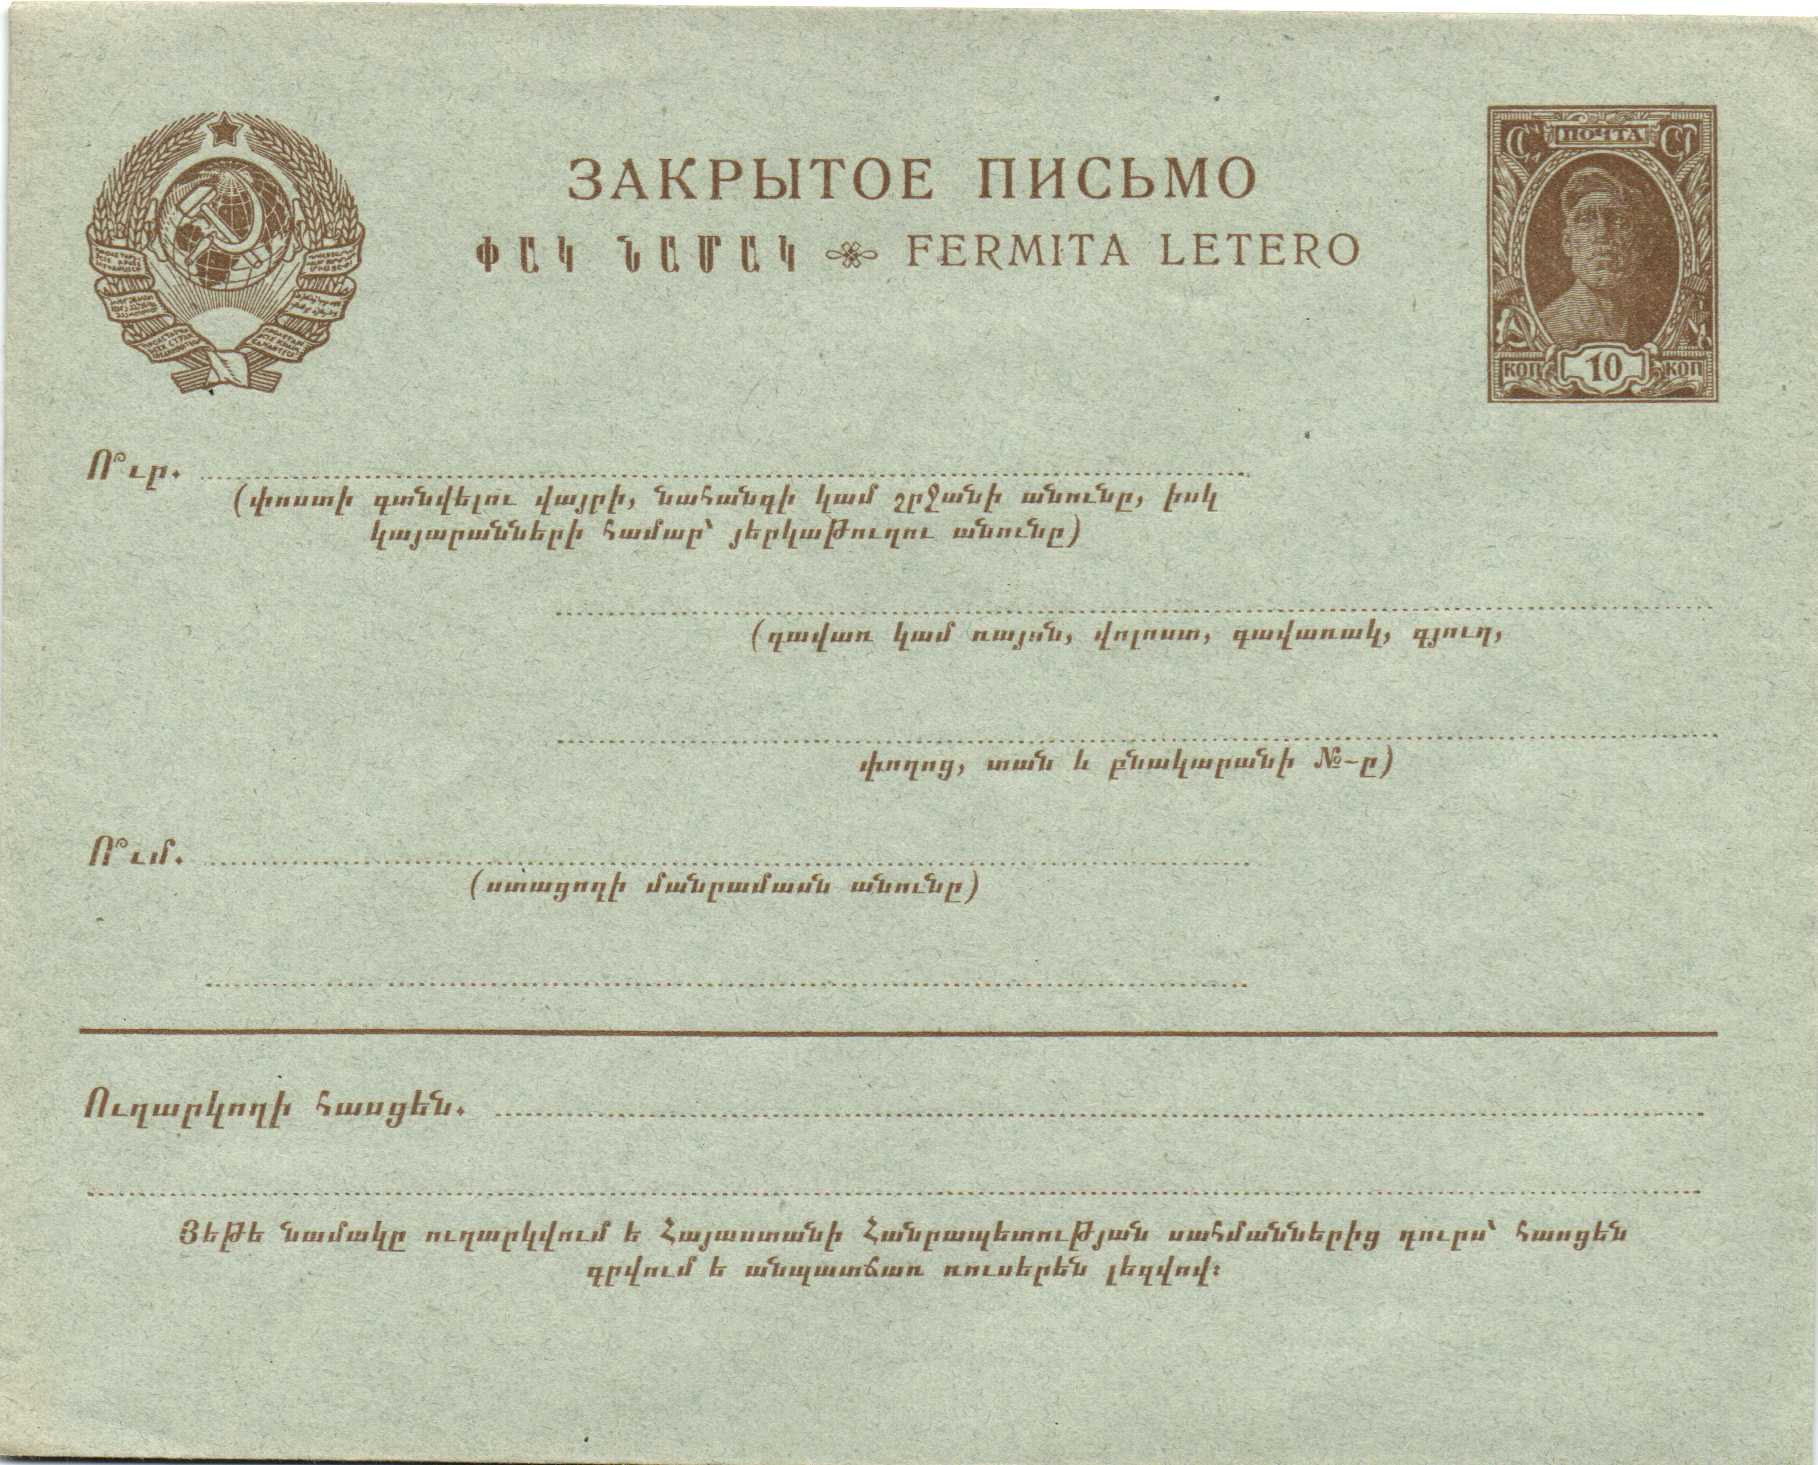 ЗАКРЫТОЕ ПИСЬМО
ՓԱԿ ՆԱՄԱԿ FERMITA LETERO
ПОЧТА
КОП 10 КОП
Ո՞ւր.
(փոստի գտնվելու վայրի, նահանգի կամ շրջանի անունը, իսկ
կայարանների համար՝ յերկաթուղու անունը)
(գավառ կամ ռայոն, վոլոստ, գավառակ, գյուղ,
փողոց, տան և բնակարանի №-ը)
Ո՞ւմ.
(ստացողի մանրամասն անունը)
Ուղարկողի հասցեն.
Յեթե նամակը ուղարկվում ե Հայաստանի Հանրապետության սահմաններից դուրս՝ հասցեն
գրվում ե անպատճառ ռուսերեն լեզվով։